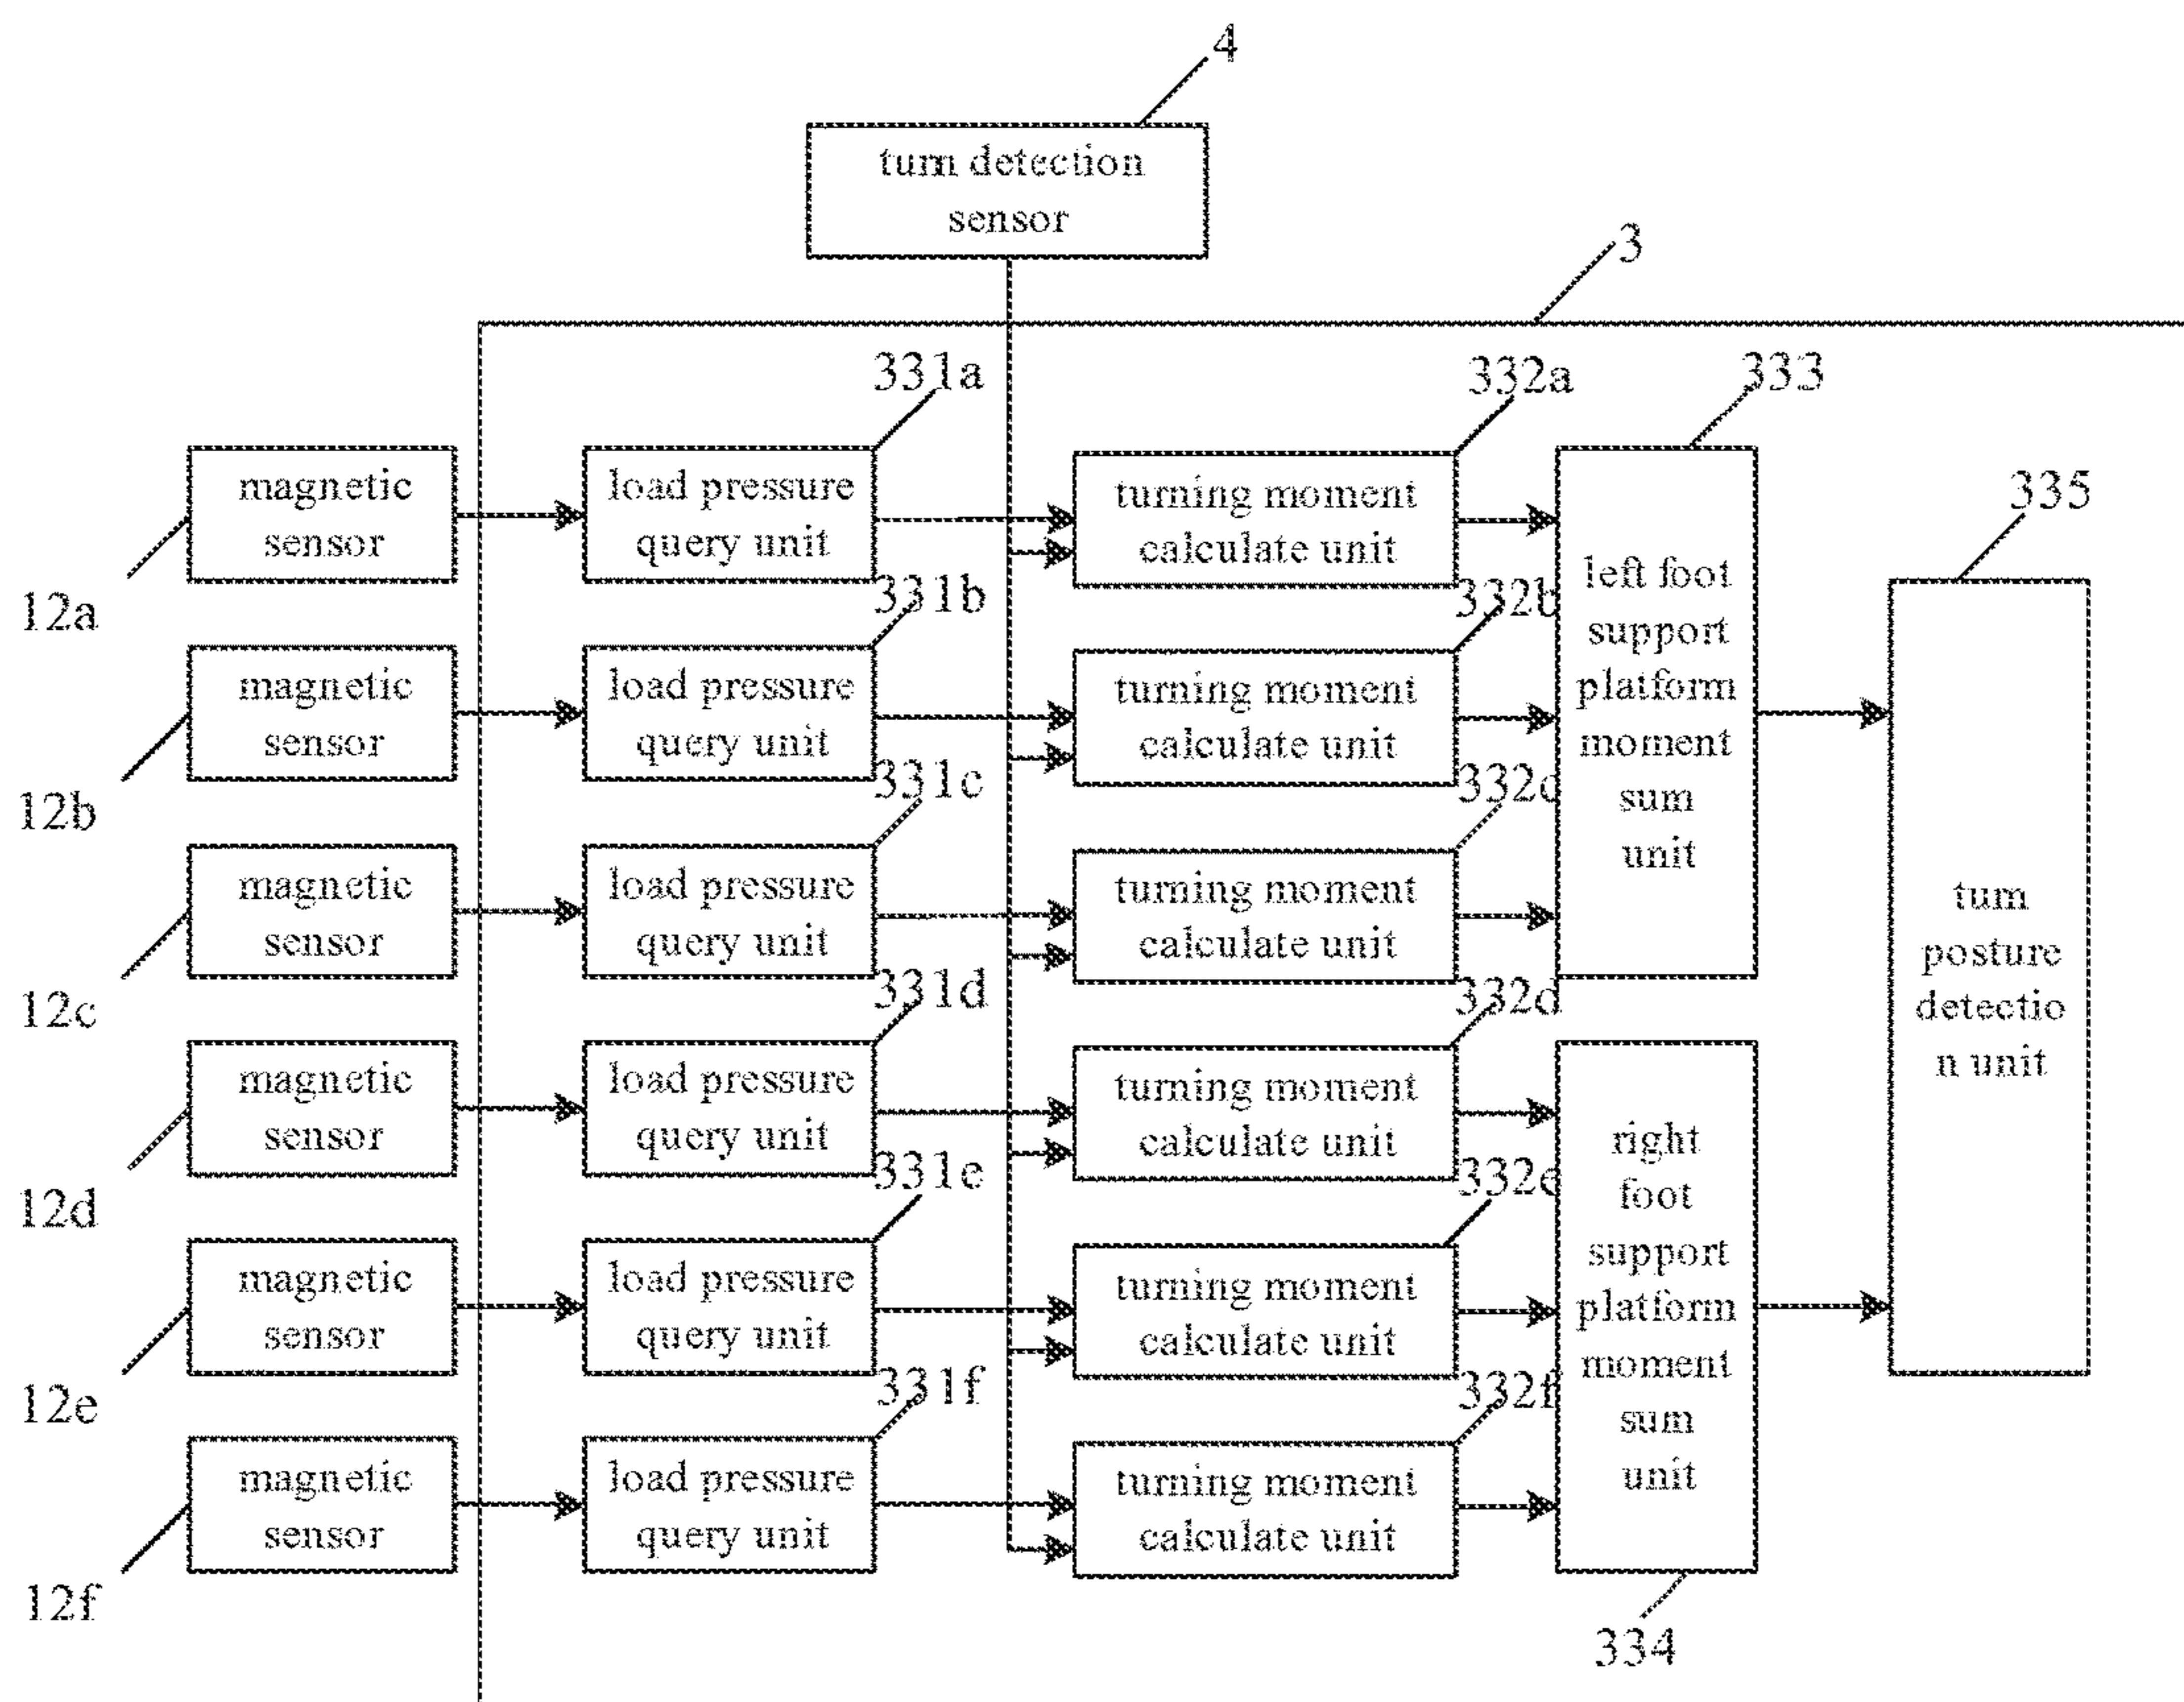 4
turn detection
sensor
3
331a
332a
333
magnetic
sensor
load pressure
query unit
turning moment
calculate unit
335
12a
331b
332b
left foot
support
platform
moment
sum
unit
magnetic
sensor
load pressure
query unit
turning moment
calculate unit
12b
331c
332c
magnetic
sensor
load pressure
query unit
turning moment
calculate unit
turn
posture
detectio
n unit
12c
331d
332d
magnetic
sensor
load pressure
query unit
turning moment
calculate unit
right
foot
support
platform
moment
sum
unit
12d
331e
332e
magnetic
sensor
load pressure
query unit
turning moment
calculate unit
12e
331f
332f
magnetic
sensor
load pressure
query unit
turning moment
calculate unit
12f
334